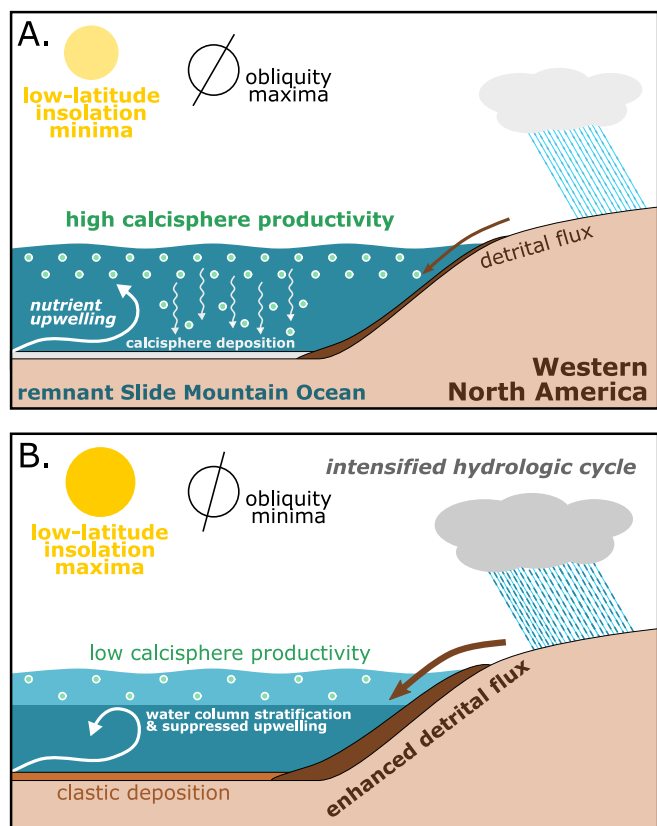 A.
low-latitude
insolation
minima
obliquity
maxima
high calcisphere productivity
detrital flux
nutrient
upwelling
calcisphere deposition
Western
North America
remnant Slide Mountain Ocean
B.
intensified hydrologic cycle
obliquity
minima
low-latitude
insolation
maxima
low calcisphere productivity
water column stratification
& suppressed upwelling
enhanced detrital flux
clastic deposition